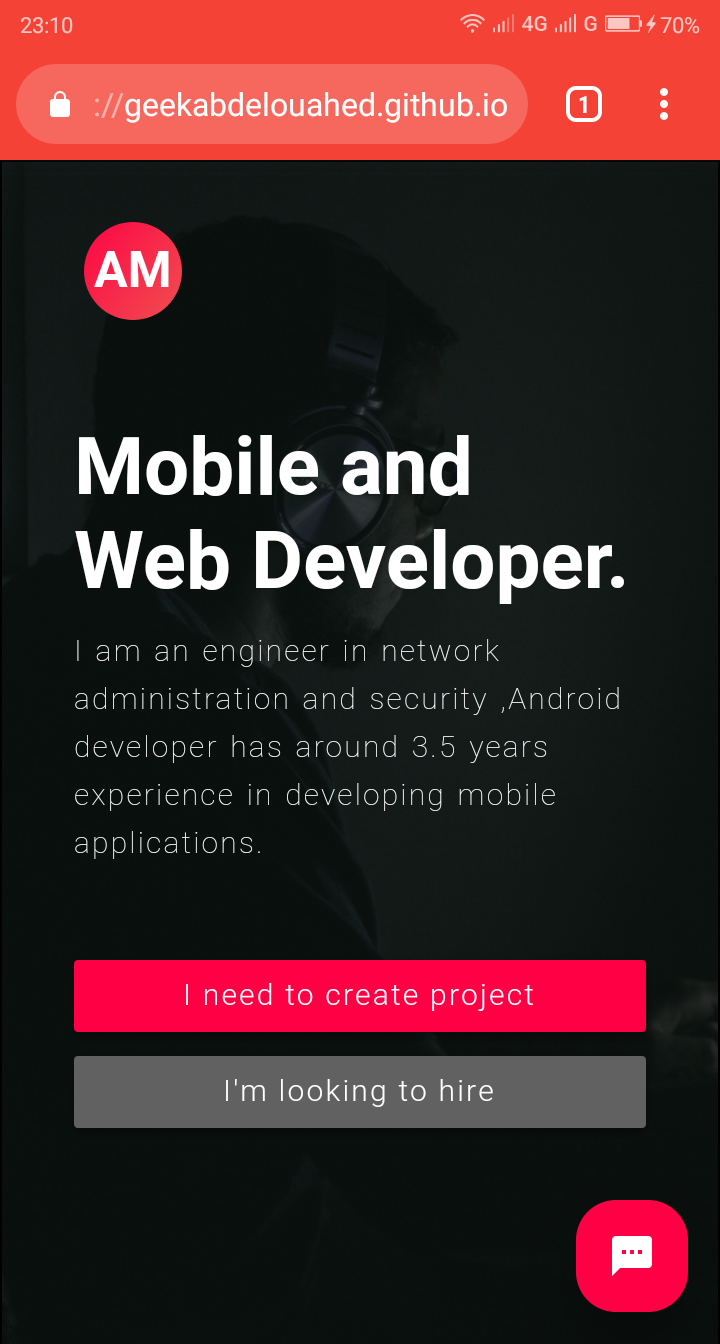 23:10 4G G 70%
://geekabdelouahed.github.io 1
AM
Mobile and
Web Developer.
I am an engineer in network
administration and security ,Android
developer has around 3.5 years
experience in developing mobile
applications.
I need to create project
I'm looking to hire